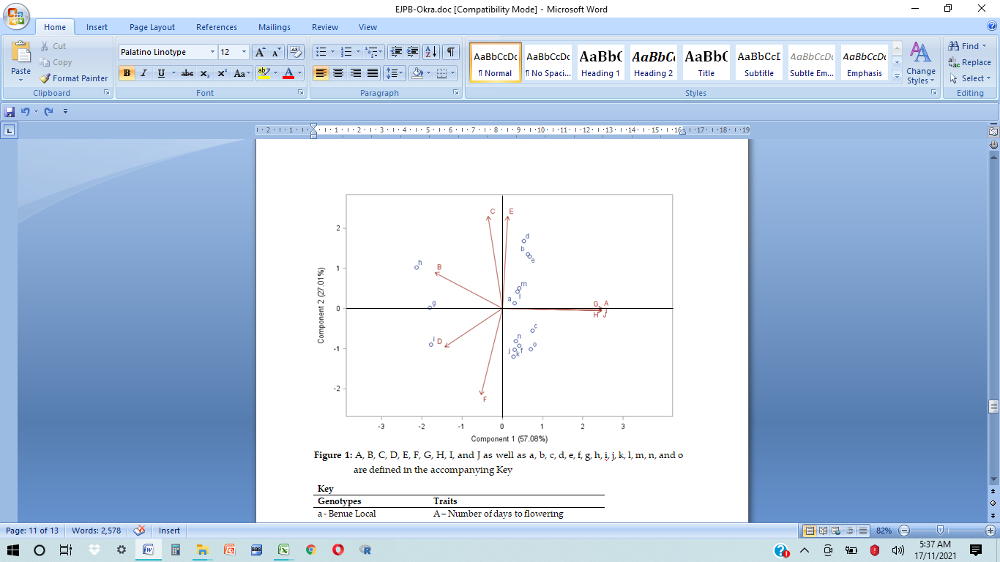 EJPB-Okra.doc [Compatibility Mode] - Microsoft Word
Home Insert Page Layout References Mailings Review View
Paste
Cut
Copy
Format Painter
Clipboard
Palatino Linotype 12
B I U abc x₂ x² Aa
Font
Paragraph
AaBbCcDc AaBbCcDc AaBbC AaBbC AaBbC AaBbCcI AaBbCcDc AaBbCcDc
¶ Normal ¶ No Spaci... Heading 1 Heading 2 Title Subtitle Subtle Em... Emphasis
Change Styles
Styles
Find
Replace
Select
Editing
2 1 1 2 3 4 5 6 7 8 9 10 11 12 13 14 15 16 17 18 19
C E
d
b
e
h
B
m
l
a
g
G A
H J
c
n
i D
o
j f
k
F
2
1
0
-1
-2
-3 -2 -1 0 1 2 3
Component 2 (27.01%)
Component 1 (57.08%)
Figure 1: A, B, C, D, E, F, G, H, I, and J as well as a, b, c, d, e, f, g, h, i, j, k, l, m, n, and o
are defined in the accompanying Key
Key
Genotypes Traits
a - Benue Local A – Number of days to flowering
Page: 11 of 13 Words: 2,578 Insert 82%
5:37 AM
17/11/2021